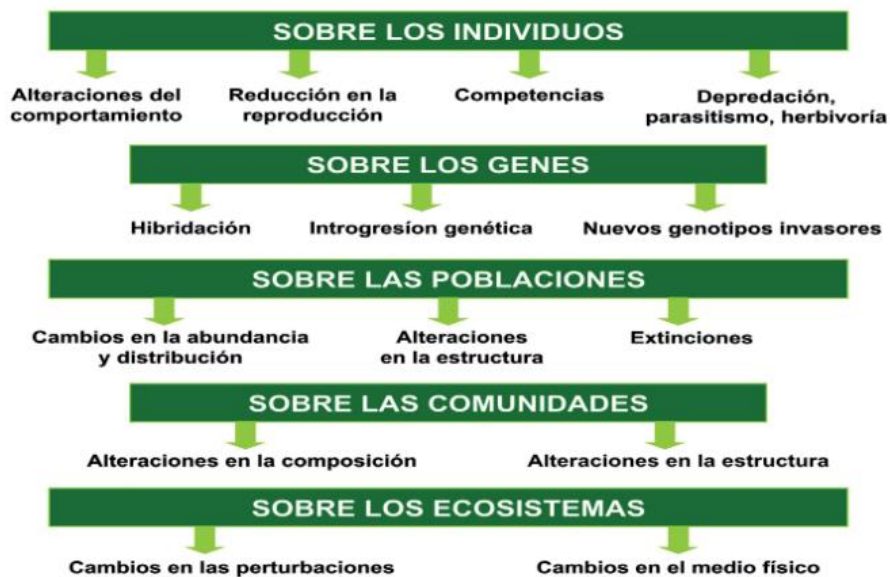 SOBRE LOS INDIVIDUOS
Alteraciones del
comportamiento
Reducción en la
reproducción
Competencias
Depredación,
parasitismo, herbivoría
SOBRE LOS GENES
Hibridación
Introgresíon genética
Nuevos genotipos invasores
SOBRE LAS POBLACIONES
Cambios en la abundancia
y distribución
Alteraciones
en la estructura
Extinciones
SOBRE LAS COMUNIDADES
Alteraciones en la composición
Alteraciones en la estructura
SOBRE LOS ECOSISTEMAS
Cambios en las perturbaciones
Cambios en el medio físico